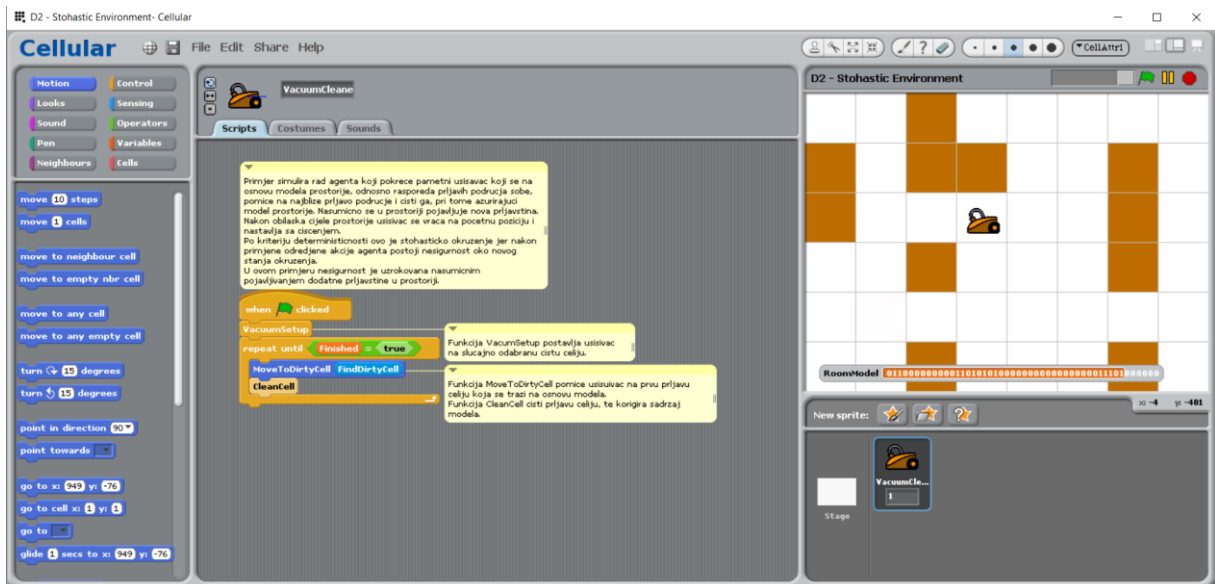 D2 - Stohastic Environment- Cellular
Cellular
File Edit Share Help
CellAttr1
Motion
Control
Looks
Sensing
Sound
Operators
Pen
Variables
Neighbours
Cells
move 10 steps
move 1 cells
move to neighbour cell
move to empty nbr cell
move to any cell
move to any empty cell
turn 15 degrees
turn 15 degrees
point in direction 90
point towards
go to x: 949 y: -76
go to cell x: 1 y: 1
go to
glide 1 secs to x: 949 y: -76
VacuumCleane
Scripts Costumes Sounds
Primjer simulira rad agenta koji pokrece pametni usisavac koji se na
osnovu modela prostorije, odnosno rasporeda prljavih podrucja sobe,
pomice na najblize prljavo podrucje i cisti ga, pri tome azurirajuci
model prostorije. Nasumicno se u prostoriji pojavljuje nova prljavstina.
Nakon obilaska cijele prostorije usisivac se vraca na pocetnu poziciju i
nastavlja sa ciscenjem.
Po kriteriju deterministicnosti ovo je stohasticko okruzenje jer nakon
primjene odredjene akcije agenta postoji nesigurnost oko novog
stanja okruzenja.
U ovom primjeru nesigurnost je uzrokovana nasumicnim
pojavljivanjem dodatne prljavstine u prostoriji.
when clicked
VacuumSetup
repeat until Finished = true
MoveToDirtyCell FindDirtyCell
CleanCell
Funkcija VacumSetup postavlja usisivac
na slucajno odabranu cistu celiju.
Funkcija MoveToDirtyCell pomice usisuivac na prvu prljavu
celiju koja se trazi na osnovu modela.
Funkcija CleanCell cisti prljavu celiju, te korigira sadrzaj
modela.
D2 - Stohastic Environment
RoomModel
x: -4 y: -401
New sprite:
Stage
VacuumCle...
1